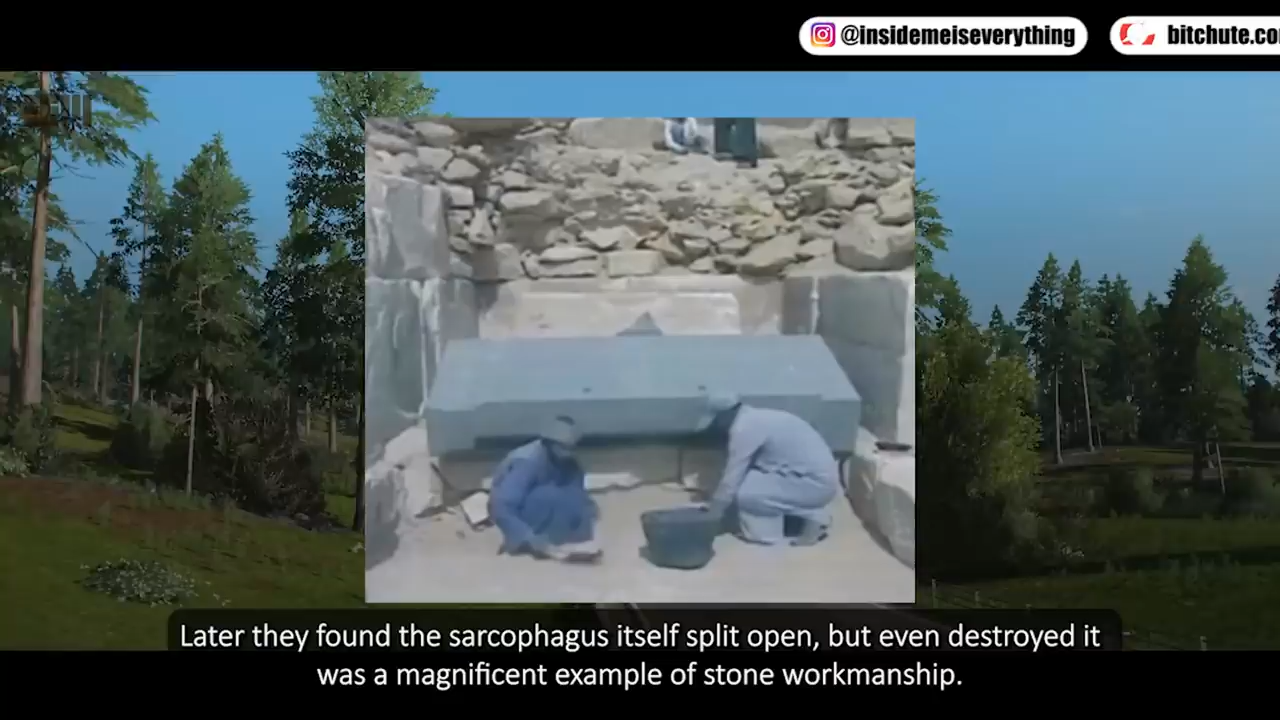 @insidemeiseverything
bitchute.co
Later they found the sarcophagus itself split open, but even destroyed it
was a magnificent example of stone workmanship.